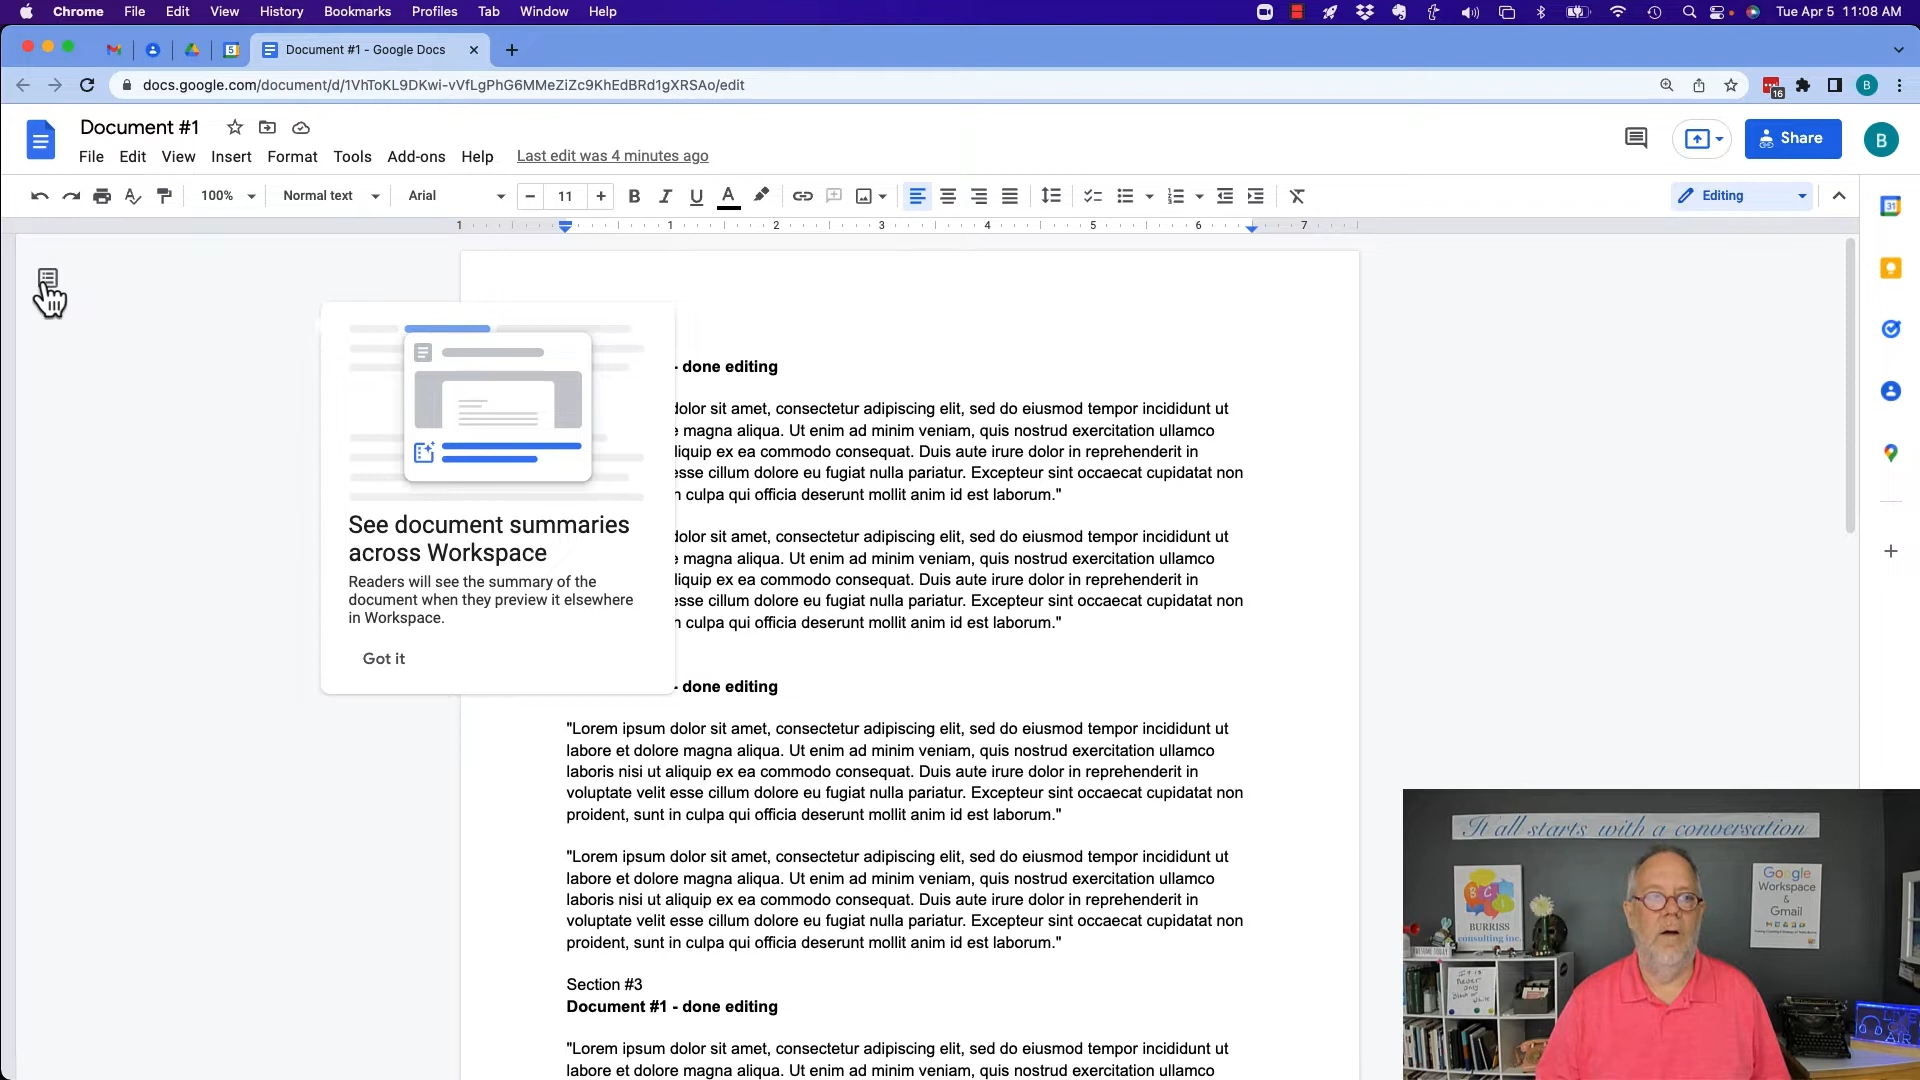 Chrome File Edit View History Bookmarks Profiles Tab Window Help Tue Apr 5 11:08 AM
5 Document #1 - Google Docs
docs.google.com/document/d/1VhToKL9DKwi-vVfLgPhG6MMeZiZc9KhEdBRd1gXRSAo/edit 16 B
Document #1
Share B
File Edit View Insert Format Tools Add-ons Help Last edit was 4 minutes ago
100% Normal text Arial 11 B I U A Editing
1 1 2 3 4 5 6 7
31
- done editing
dolor sit amet, consectetur adipiscing elit, sed do eiusmod tempor incididunt ut
e magna aliqua. Ut enim ad minim veniam, quis nostrud exercitation ullamco
liquip ex ea commodo consequat. Duis aute irure dolor in reprehenderit in
esse cillum dolore eu fugiat nulla pariatur. Excepteur sint occaecat cupidatat non
n culpa qui officia deserunt mollit anim id est laborum."
dolor sit amet, consectetur adipiscing elit, sed do eiusmod tempor incididunt ut
e magna aliqua. Ut enim ad minim veniam, quis nostrud exercitation ullamco
liquip ex ea commodo consequat. Duis aute irure dolor in reprehenderit in
esse cillum dolore eu fugiat nulla pariatur. Excepteur sint occaecat cupidatat non
n culpa qui officia deserunt mollit anim id est laborum."
See document summaries
across Workspace
Readers will see the summary of the
document when they preview it elsewhere
in Workspace.
Got it
- done editing
"Lorem ipsum dolor sit amet, consectetur adipiscing elit, sed do eiusmod tempor incididunt ut
labore et dolore magna aliqua. Ut enim ad minim veniam, quis nostrud exercitation ullamco
laboris nisi ut aliquip ex ea commodo consequat. Duis aute irure dolor in reprehenderit in
voluptate velit esse cillum dolore eu fugiat nulla pariatur. Excepteur sint occaecat cupidatat non
proident, sunt in culpa qui officia deserunt mollit anim id est laborum."
"Lorem ipsum dolor sit amet, consectetur adipiscing elit, sed do eiusmod tempor incididunt ut
labore et dolore magna aliqua. Ut enim ad minim veniam, quis nostrud exercitation ullamco
laboris nisi ut aliquip ex ea commodo consequat. Duis aute irure dolor in reprehenderit in
voluptate velit esse cillum dolore eu fugiat nulla pariatur. Excepteur sint occaecat cupidatat non
proident, sunt in culpa qui officia deserunt mollit anim id est laborum."
Section #3
Document #1 - done editing
"Lorem ipsum dolor sit amet, consectetur adipiscing elit, sed do eiusmod tempor incididunt ut
labore et dolore magna aliqua. Ut enim ad minim veniam, quis nostrud exercitation ullamco
It all starts with a conversation
B C I
BURRISS
consulting inc.
Google
Workspace
&
Gmail
It is
Never
Only
Black or
White
LIVE
ON
AIR